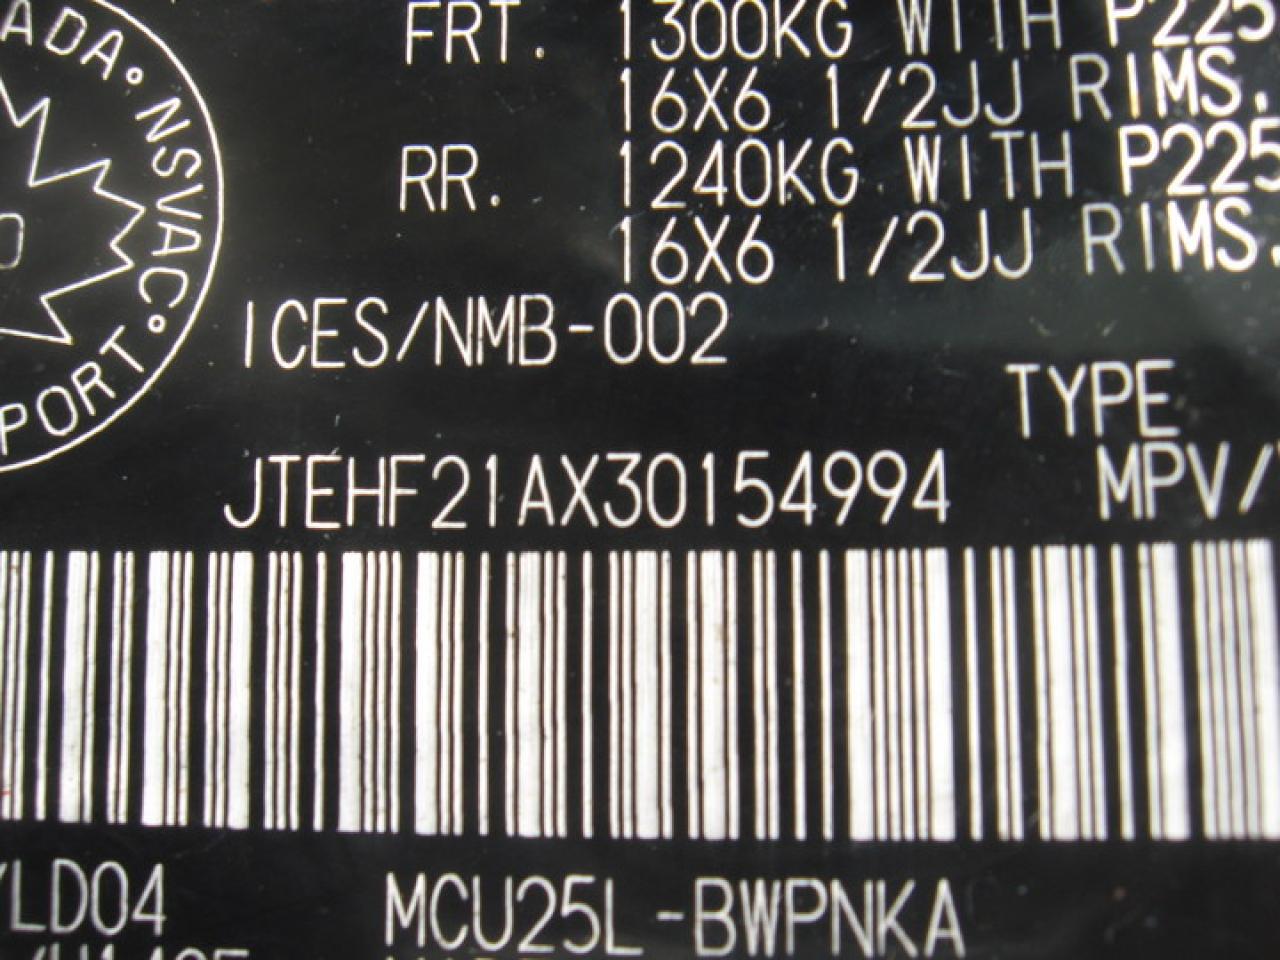 ADA • NSVAC •
PORT
FRT. 1300KG WITH P225
16X6 1/2JJ RIMS.
RR. 1240KG WITH P225
16X6 1/2JJ RIMS.
ICES/NMB-002
TYPE
JTEHF21AX30154994 MPV/
LD04 MCU25L-BWPNKA